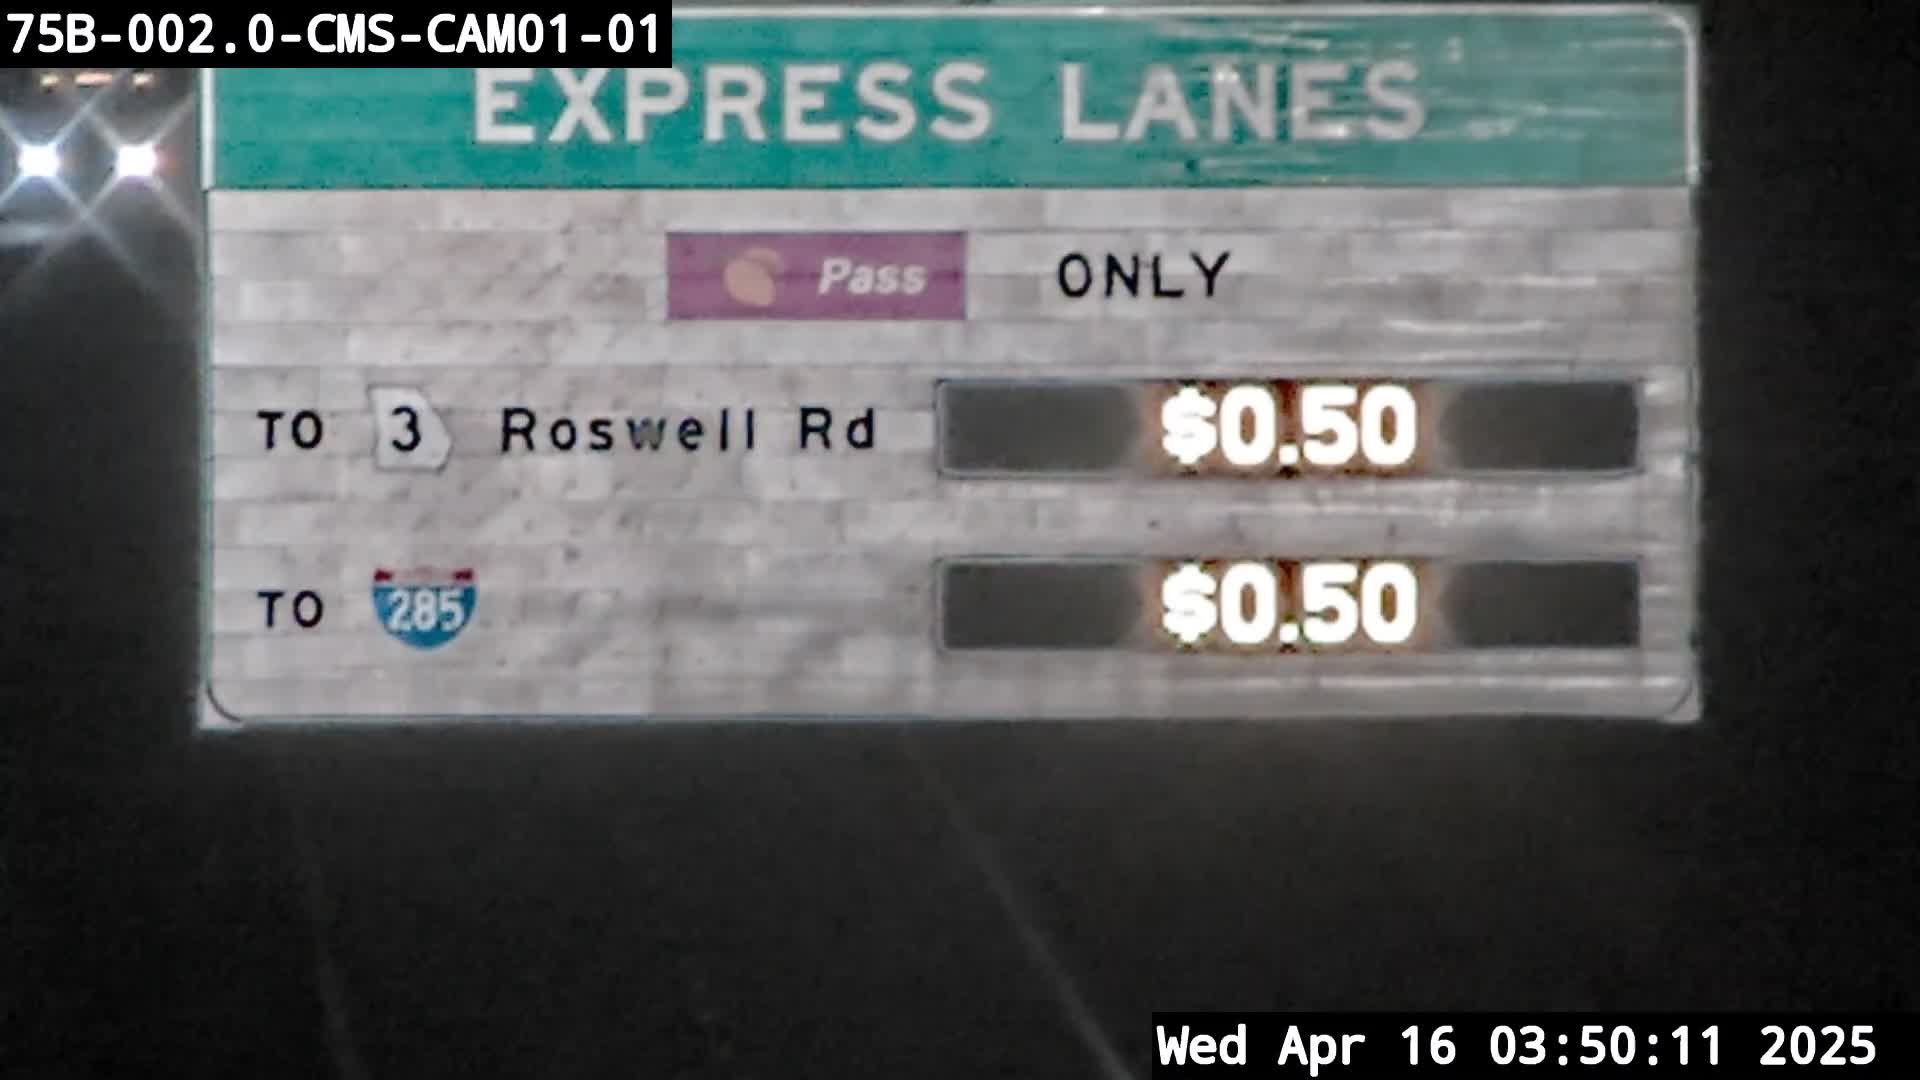 75B-002.0-CMS-CAM01-01
EXPRESS LANES
Pass ONLY
TO 3 Roswell Rd $0.50
TO 285 $0.50
Wed Apr 16 03:50:11 2025